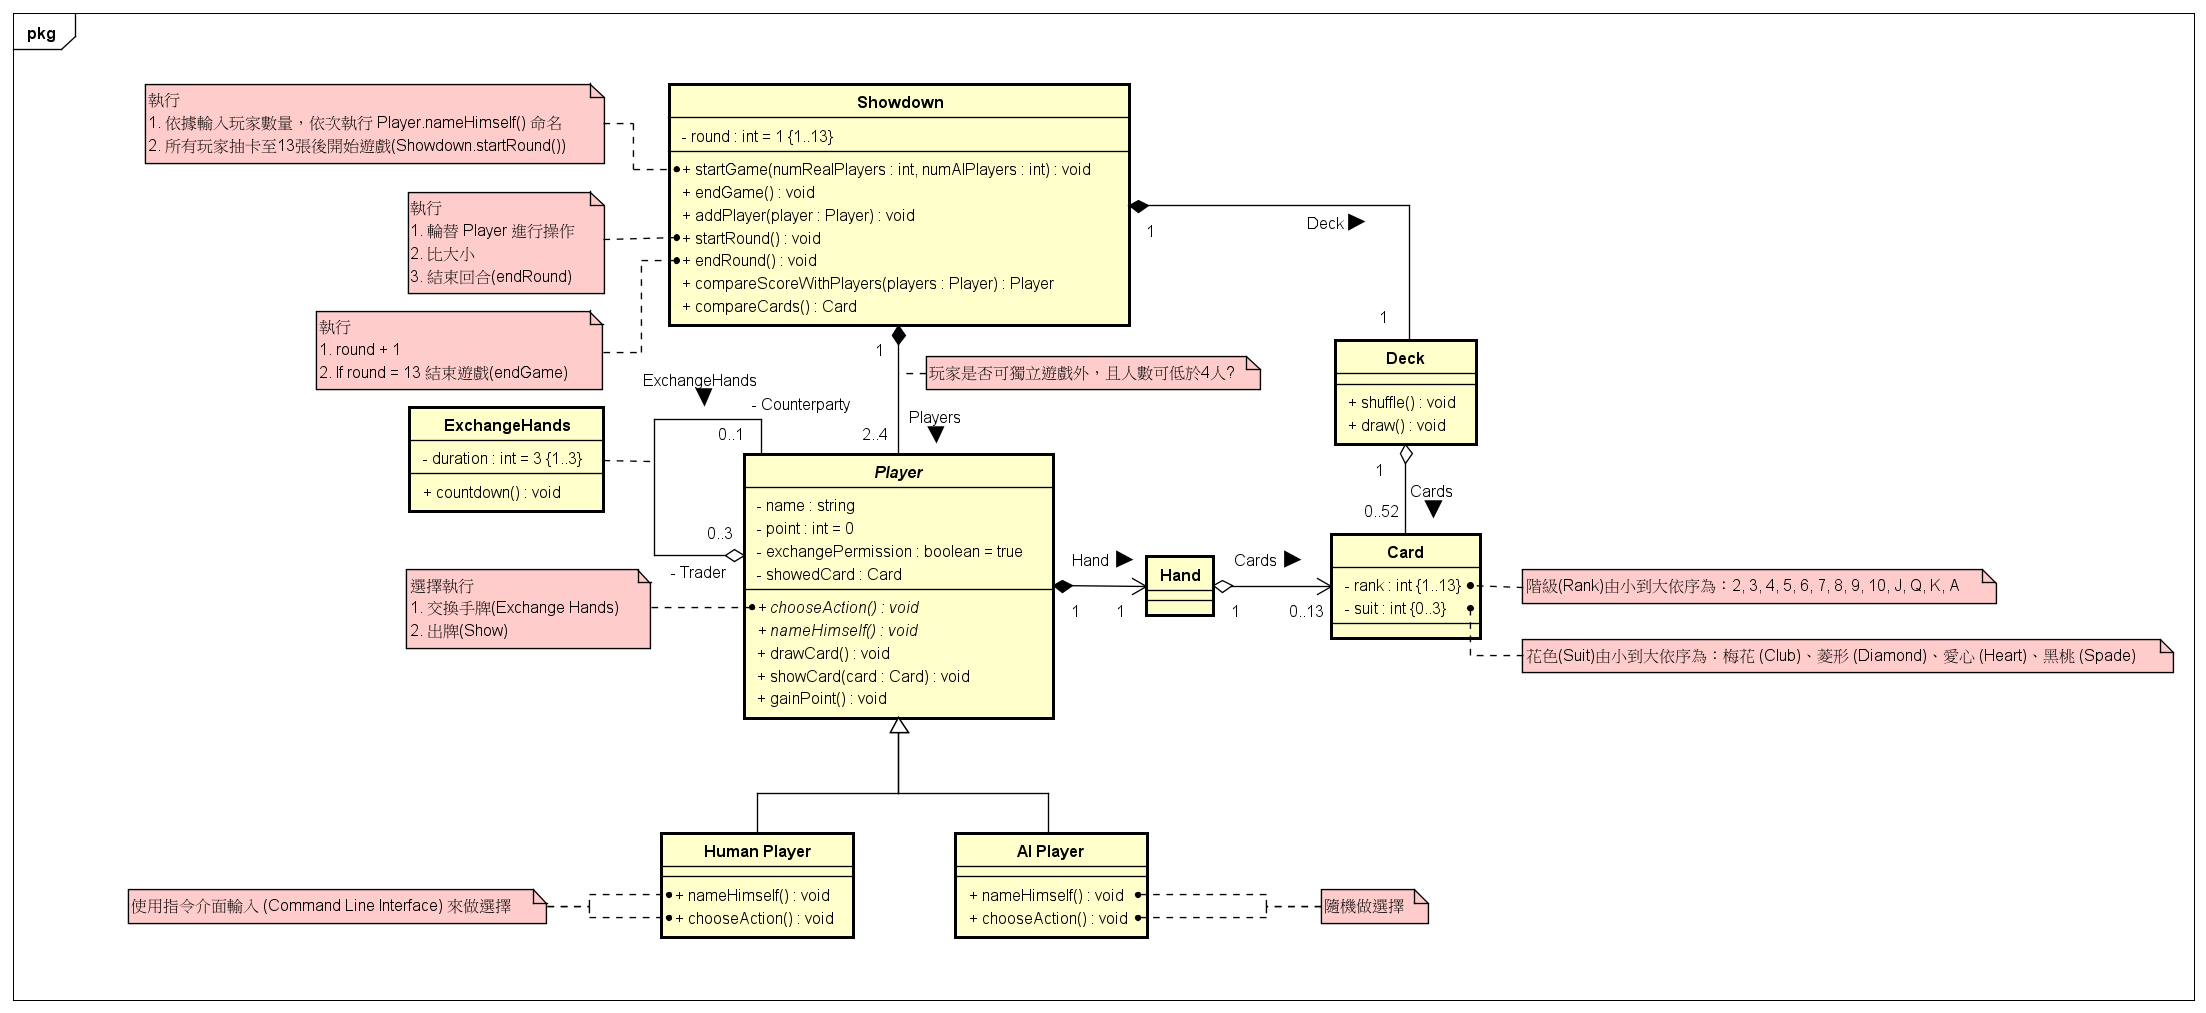 pkg
執行
1. 依據輸入玩家數量，依次執行 Player.nameHimself() 命名
2. 所有玩家抽卡至13張後開始遊戲(Showdown.startRound())
Showdown
- round : int = 1 {1..13}
+ startGame(numRealPlayers : int, numAIPlayers : int) : void
+ endGame() : void
+ addPlayer(player : Player) : void
+ startRound() : void
+ endRound() : void
+ compareScoreWithPlayers(players : Player) : Player
+ compareCards() : Card
執行
1. 輪替 Player 進行操作
2. 比大小
3. 結束回合(endRound)
執行
1. round + 1
2. If round = 13 結束遊戲(endGame)
1
Deck
1
1
玩家是否可獨立遊戲外，且人數可低於4人?
Players
2..4
Deck
+ shuffle() : void
+ draw() : void
1
Cards
0..52
ExchangeHands
- Counterparty
0..1
0..3
- Trader
ExchangeHands
- duration : int = 3 {1..3}
+ countdown() : void
Player
- name : string
- point : int = 0
- exchangePermission : boolean = true
- showedCard : Card
+ chooseAction() : void
+ nameHimself() : void
+ drawCard() : void
+ showCard(card : Card) : void
+ gainPoint() : void
選擇執行
1. 交換手牌(Exchange Hands)
2. 出牌(Show)
Hand
1
1
Hand
Cards
1
0..13
Card
- rank : int {1..13}
- suit : int {0..3}
階級(Rank)由小到大依序為：2, 3, 4, 5, 6, 7, 8, 9, 10, J, Q, K, A
花色(Suit)由小到大依序為：梅花 (Club)、菱形 (Diamond)、愛心 (Heart)、黑桃 (Spade)
Human Player
+ nameHimself() : void
+ chooseAction() : void
AI Player
+ nameHimself() : void
+ chooseAction() : void
使用指令介面輸入 (Command Line Interface) 來做選擇
隨機做選擇